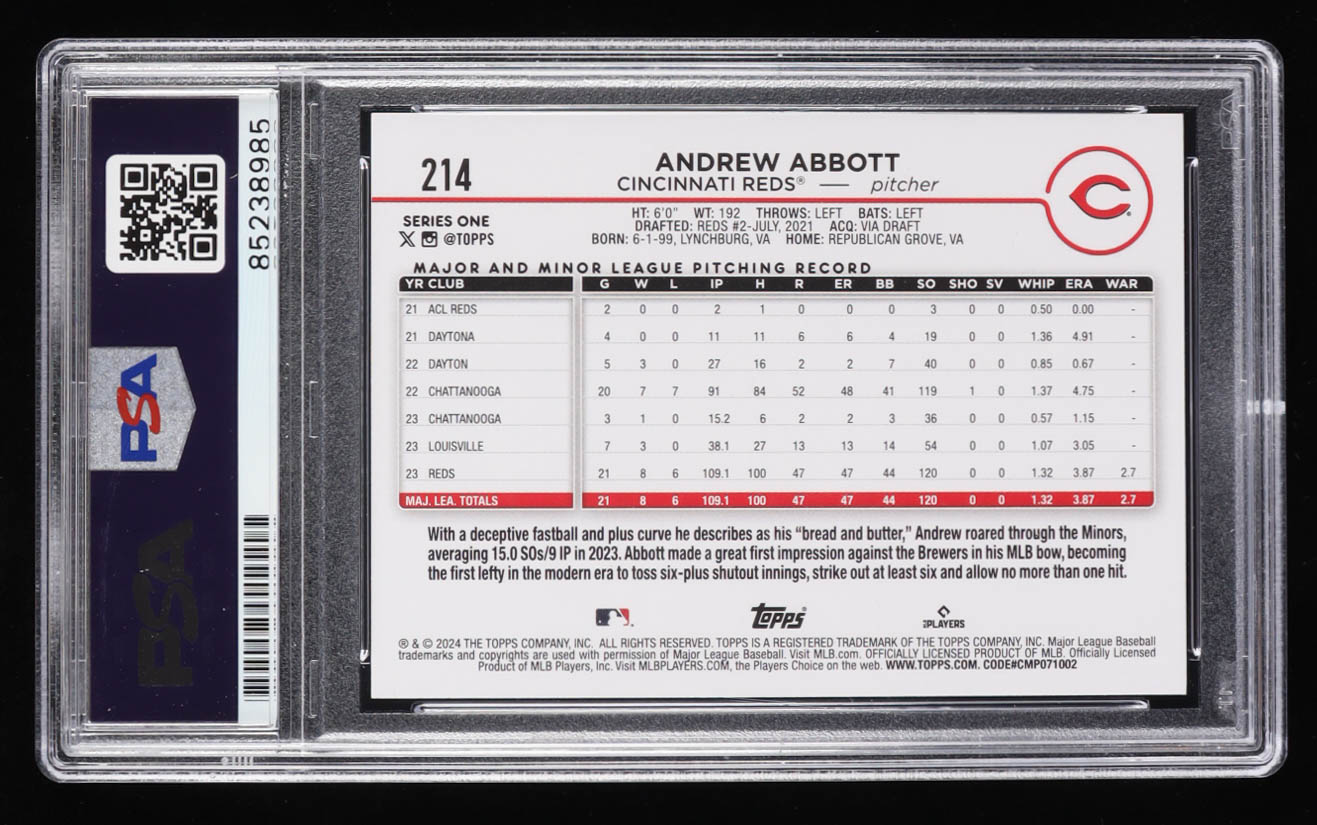 85238985
PSA
PSA
214
ANDREW ABBOTT
CINCINNATI REDS® — pitcher
C
SERIES ONE
@TOPPS
HT: 6'0" WT: 192 THROWS: LEFT BATS: LEFT
DRAFTED: REDS #2-JULY, 2021 ACQ: VIA DRAFT
BORN: 6-1-99, LYNCHBURG, VA HOME: REPUBLICAN GROVE, VA
MAJOR AND MINOR LEAGUE PITCHING RECORD
YR CLUB G W L IP H R ER BB SO SHO SV WHIP ERA WAR
21 ACL REDS 2 0 0 2 1 0 0 0 3 0 0 0.50 0.00 -
21 DAYTONA 4 0 0 11 11 6 6 4 19 0 0 1.36 4.91 -
22 DAYTON 5 3 0 27 16 2 2 7 40 0 0 0.85 0.67 -
22 CHATTANOOGA 20 7 7 91 84 52 48 41 119 1 0 1.37 4.75 -
23 CHATTANOOGA 3 1 0 15.2 6 2 2 3 36 0 0 0.57 1.15 -
23 LOUISVILLE 7 3 0 38.1 27 13 13 14 54 0 0 1.07 3.05 -
23 REDS 21 8 6 109.1 100 47 47 44 120 0 0 1.32 3.87 2.7
MAJ. LEA. TOTALS 21 8 6 109.1 100 47 47 44 120 0 0 1.32 3.87 2.7
With a deceptive fastball and plus curve he describes as his “bread and butter,” Andrew roared through the Minors,
averaging 15.0 SOs/9 IP in 2023. Abbott made a great first impression against the Brewers in his MLB bow, becoming
the first lefty in the modern era to toss six-plus shutout innings, strike out at least six and allow no more than one hit.
Topps®
MLB PLAYERS
® & © 2024 THE TOPPS COMPANY, INC. ALL RIGHTS RESERVED. TOPPS IS A REGISTERED TRADEMARK OF THE TOPPS COMPANY, INC. Major League Baseball
trademarks and copyrights are used with permission of Major League Baseball. Visit MLB.com. OFFICIALLY LICENSED PRODUCT OF MLB. Officially Licensed
Product of MLB Players, Inc. Visit MLBPLAYERS.COM, the Players Choice on the web. WWW.TOPPS.COM. CODE#CMP071002